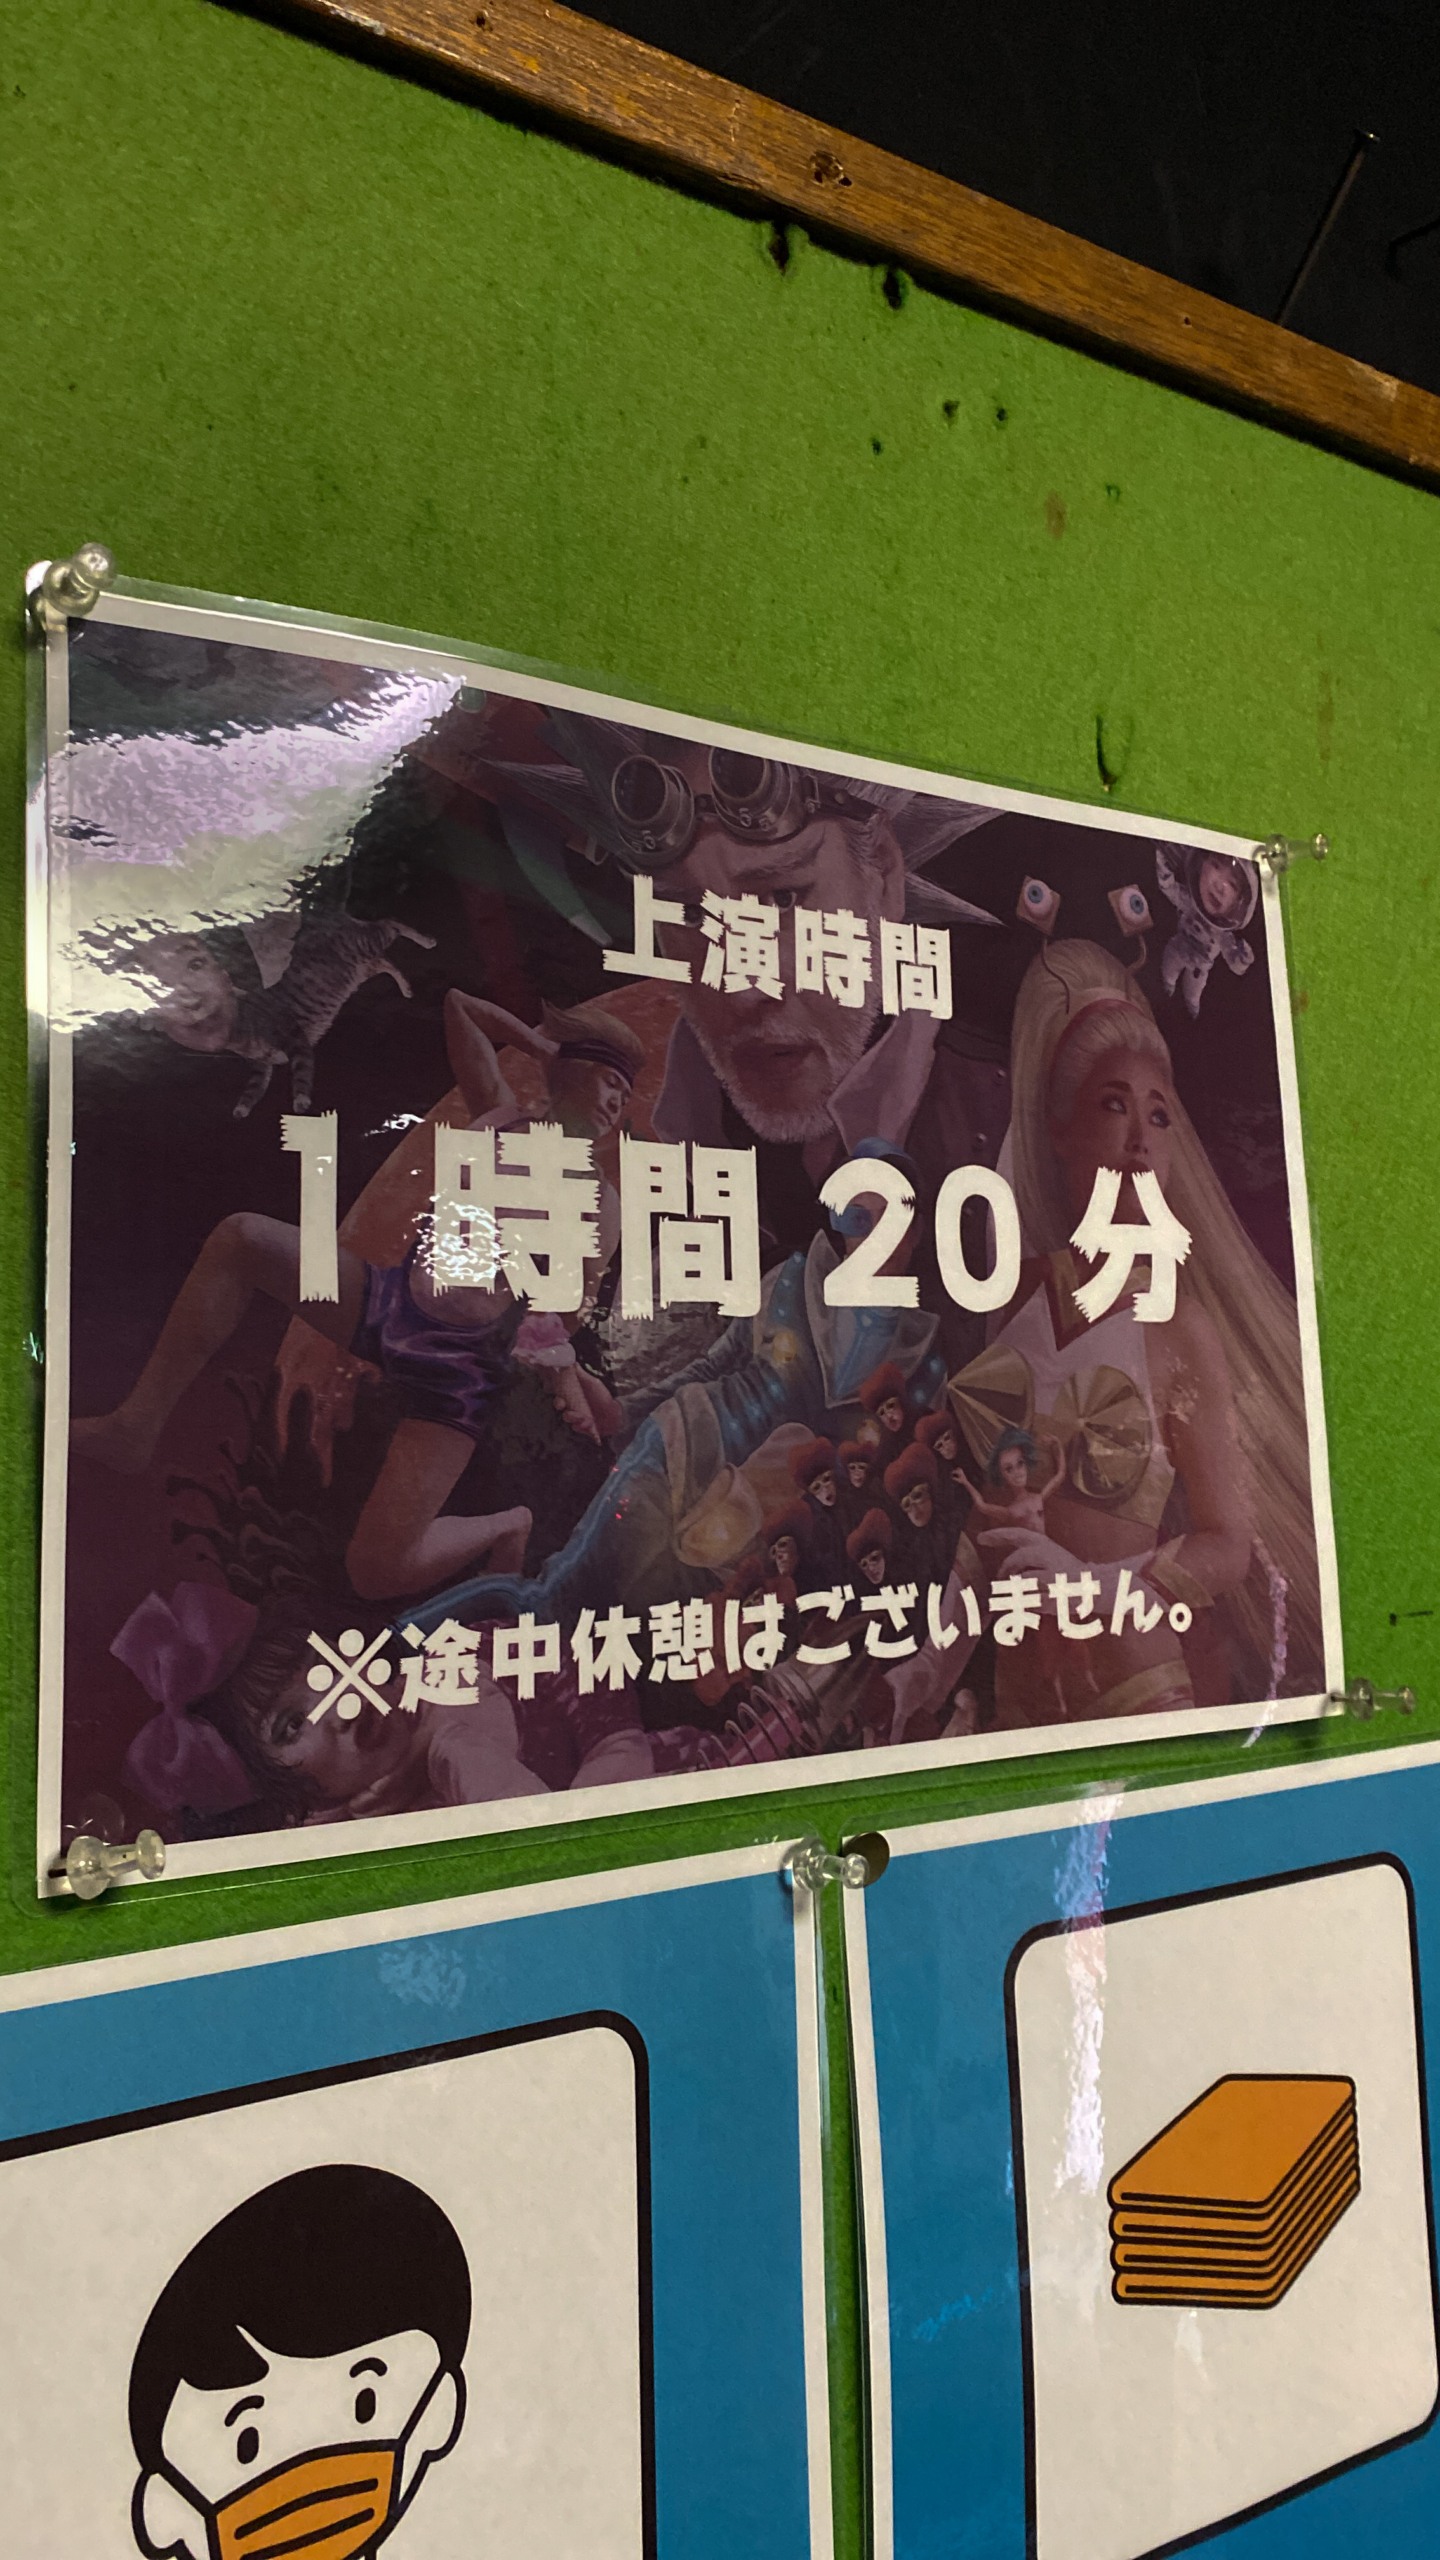 上演時間
1時間20分
※途中休憩はございません。